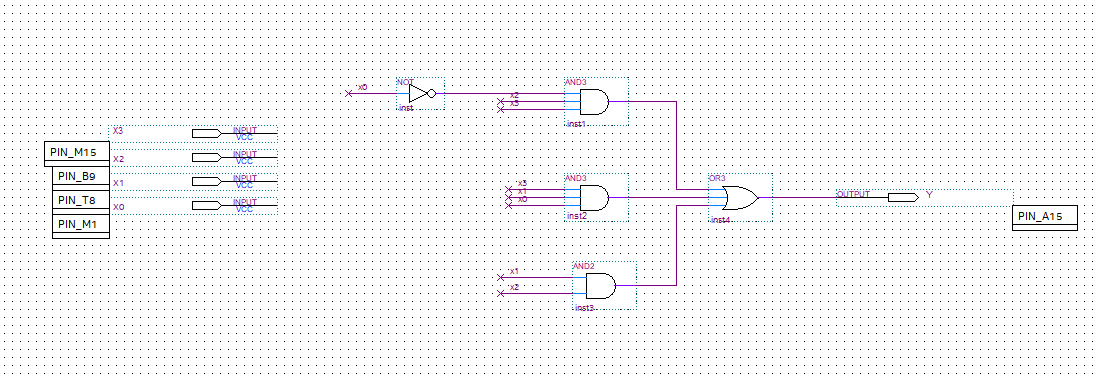 x0
NOT
inst
x2
x3
AND3
inst1
X3
INPUT
VCC
PIN_M15
X2
INPUT
VCC
PIN_B9
X1
INPUT
VCC
PIN_T8
X0
INPUT
VCC
PIN_M1
x3
x1
x0
AND3
inst2
OR3
inst4
OUTPUT
Y
PIN_A15
x1
x2
AND2
inst3